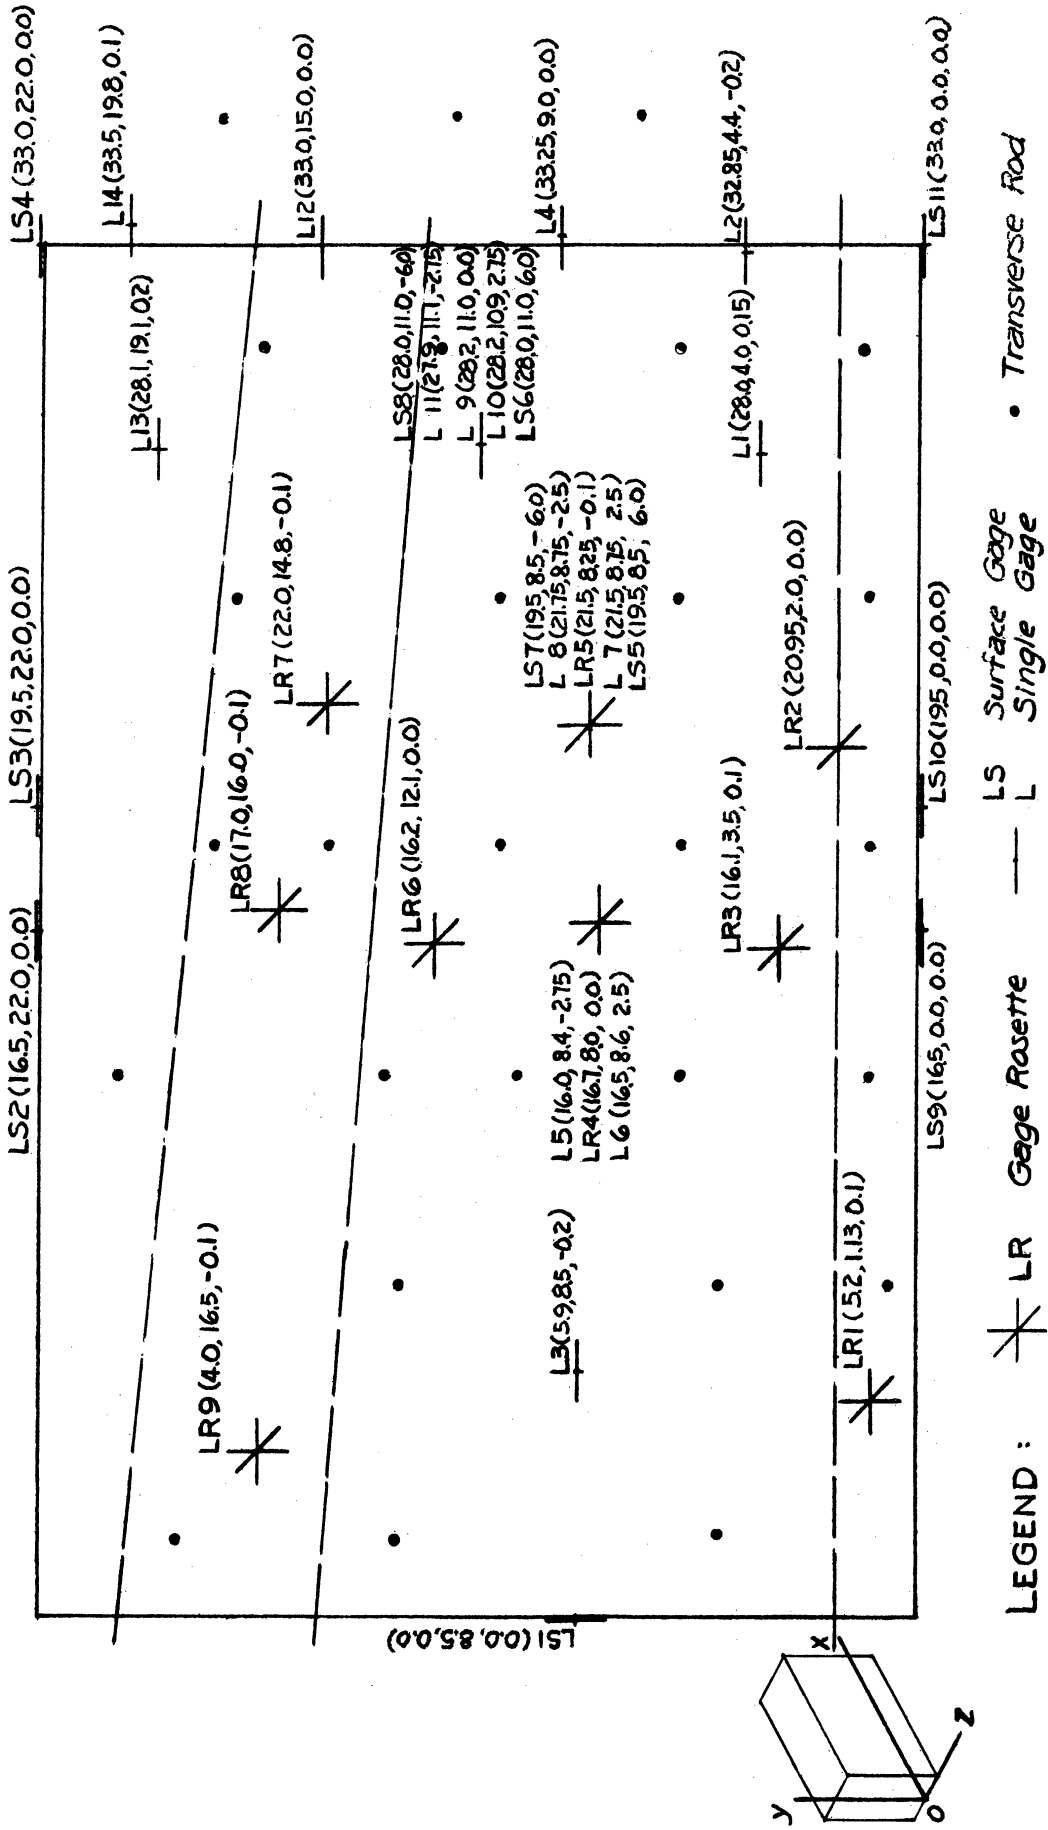 LS2(16.5,22.0,0.0)
LS3(19.5,22.0,0.0)
LS4(33.0,22.0,0.0)
L14(33.5,19.8,0.1)
L13(28.1,19.1,0.2)
LR9(4.0,16.5,-0.1)
LR8(17.0,16.0,-0.1)
LR7(22.0,14.8,-0.1)
L12(33.0,15.0,0.0)
LR6(16.2,12.1,0.0)
LS8(28.0,11.0,-6.0)
L 11(27.9,11.1,-2.75)
L 9(28.2,11.0,0.0)
L10(28.2,10.9,2.75)
LS6(28.0,11.0,6.0)
LS1(0.0,8.5,0.0)
L3(5.9,8.5,-0.2)
L5(16.0,8.4,-2.75)
LR4(16.7,8.0,0.0)
L6(16.5,8.6,2.5)
LS7(19.5,8.5,-6.0)
L 8(21.75,8.75,-2.5)
LR5(21.5,8.25,-0.1)
L 7(21.5,8.75, 2.5)
LS5(19.5,8.5, 6.0)
L4(33.25,9.0,0.0)
LR3(16.1,3.5,0.1)
LR2(20.95,2.0,0.0)
L1(28.0,4.0,0.15)
L2(32.85,4.4,-0.2)
LR1(5.2,1.13,0.1)
LS9(16.5,0.0,0.0)
LS10(19.5,0.0,0.0)
LS11(33.0,0.0,0.0)
y
x
O
z
LEGEND :
LR Gage Rosette
LS Surface Gage
L Single Gage
Transverse Rod